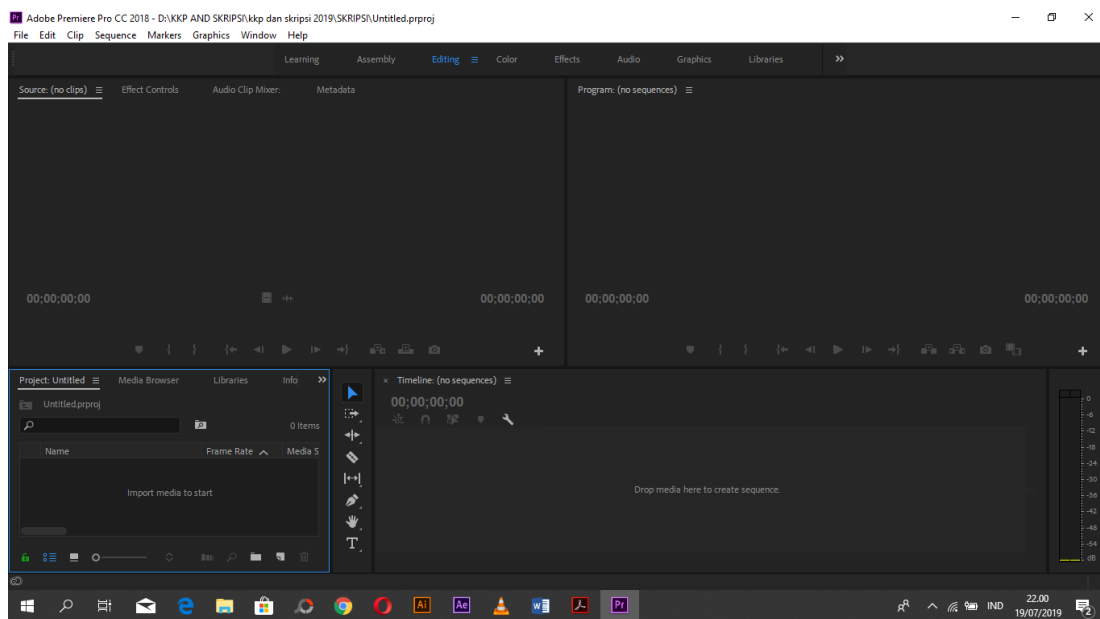 Pr Adobe Premiere Pro CC 2018 - D:\KKP AND SKRIPSI\kkp dan skripsi 2019\SKRIPSI\Untitled.prproj
File Edit Clip Sequence Markers Graphics Window Help
Learning Assembly Editing Color Effects Audio Graphics Libraries
Source: (no clips) Effect Controls Audio Clip Mixer: Metadata
Program: (no sequences)
00;00;00;00 00;00;00;00
00;00;00;00 00;00;00;00
Project: Untitled Media Browser Libraries Info
Untitled.prproj
0 Items
Name Frame Rate Media S
Import media to start
T
× Timeline: (no sequences)
00;00;00;00
Drop media here to create sequence.
0
-6
-12
-18
-24
-30
-36
-42
-48
-54
dB
Ai Ae W Pr
IND
22.00
19/07/2019
2